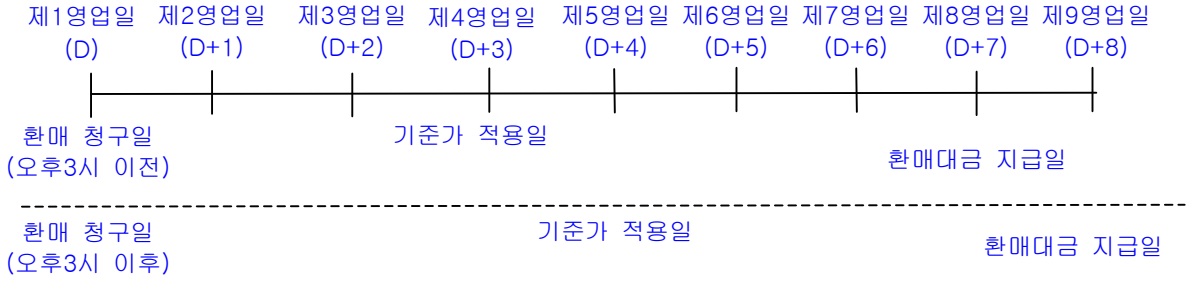 제1영업일 제2영업일 제3영업일 제4영업일 제5영업일 제6영업일 제7영업일 제8영업일 제9영업일
(D) (D+1) (D+2) (D+3) (D+4) (D+5) (D+6) (D+7) (D+8)
환매 청구일 기준가 적용일
(오후3시 이전) 환매대금 지급일
환매 청구일 기준가 적용일
(오후3시 이후) 환매대금 지급일